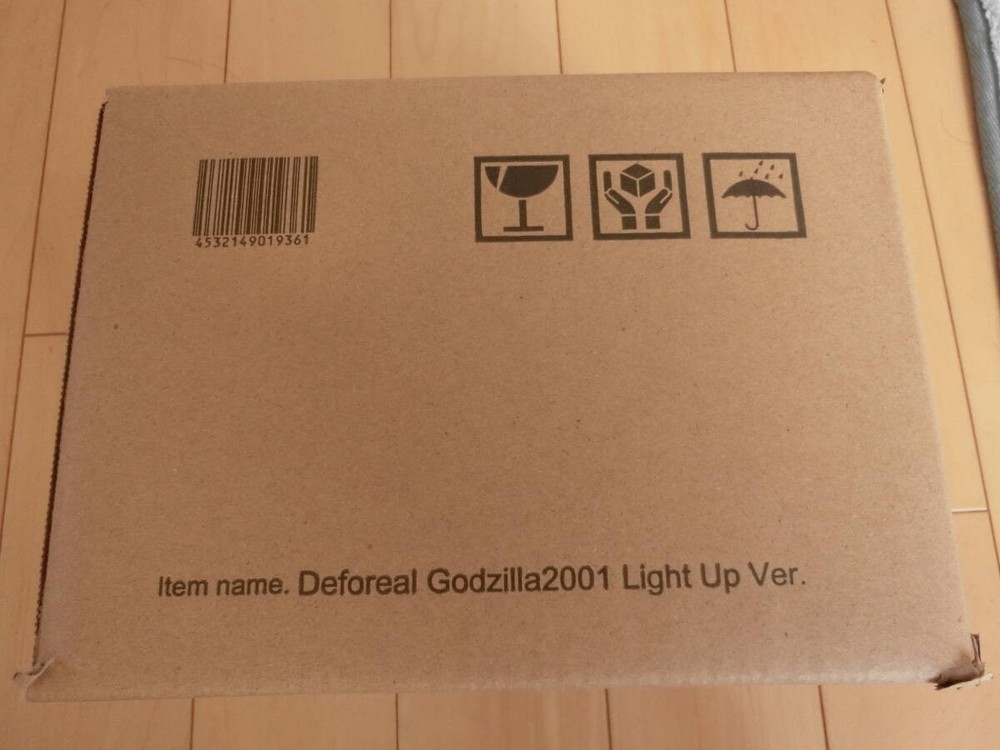 4532149019361
Item name. Deforeal Godzilla2001 Light Up Ver.